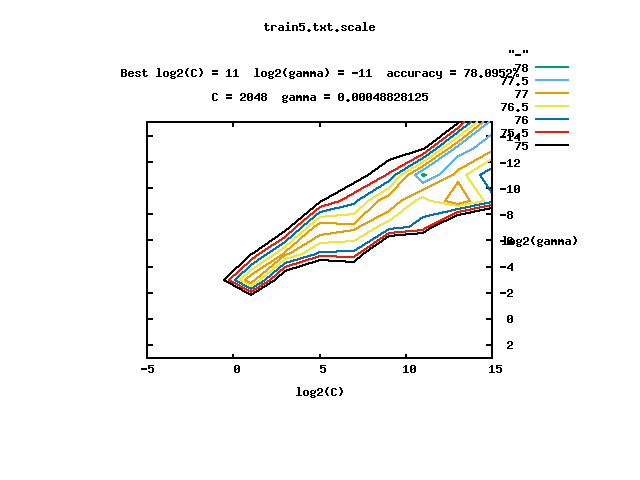 train5.txt.scale
"-"
Best log2(C) = 11 log2(gamma) = -11 accuracy = 78.0952%
78
77.5
77
C = 2048 gamma = 0.00048828125
76.5
76
75.5
75
-14
-12
-10
-8
-6
log2(gamma)
-4
-2
0
2
-5 0 5 10 15
log2(C)